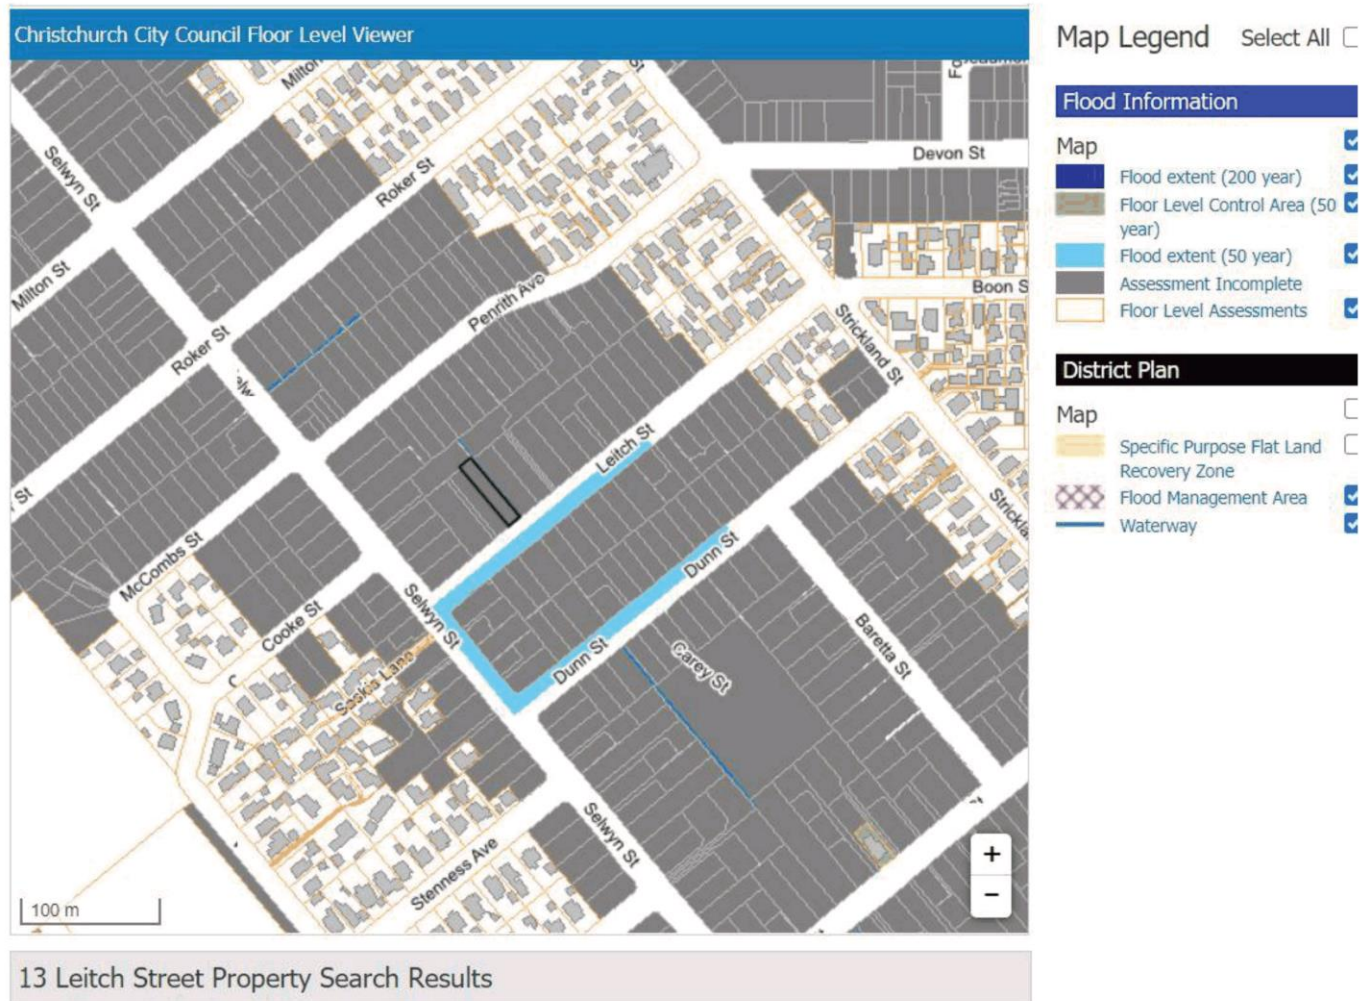 Christchurch City Council Floor Level Viewer
Map Legend Select All
Flood Information
Map
Flood extent (200 year)
Floor Level Control Area (50
year)
Flood extent (50 year)
Assessment Incomplete
Floor Level Assessments
District Plan
Map
Specific Purpose Flat Land
Recovery Zone
Flood Management Area
Waterway
Milton
St
Devon St
Selwyn St
Roker St
Milton St
Penrith Ave
Boon S
Roker St
Strickland St
Selw
Leitch St
St
Strickla
McCombs St
Dunn St
Cooke St
Selwyn St
Baretta St
Dunn St
Carey St
Saskia Lane
Selwyn St
Stenness Ave
+
−
100 m
13 Leitch Street Property Search Results